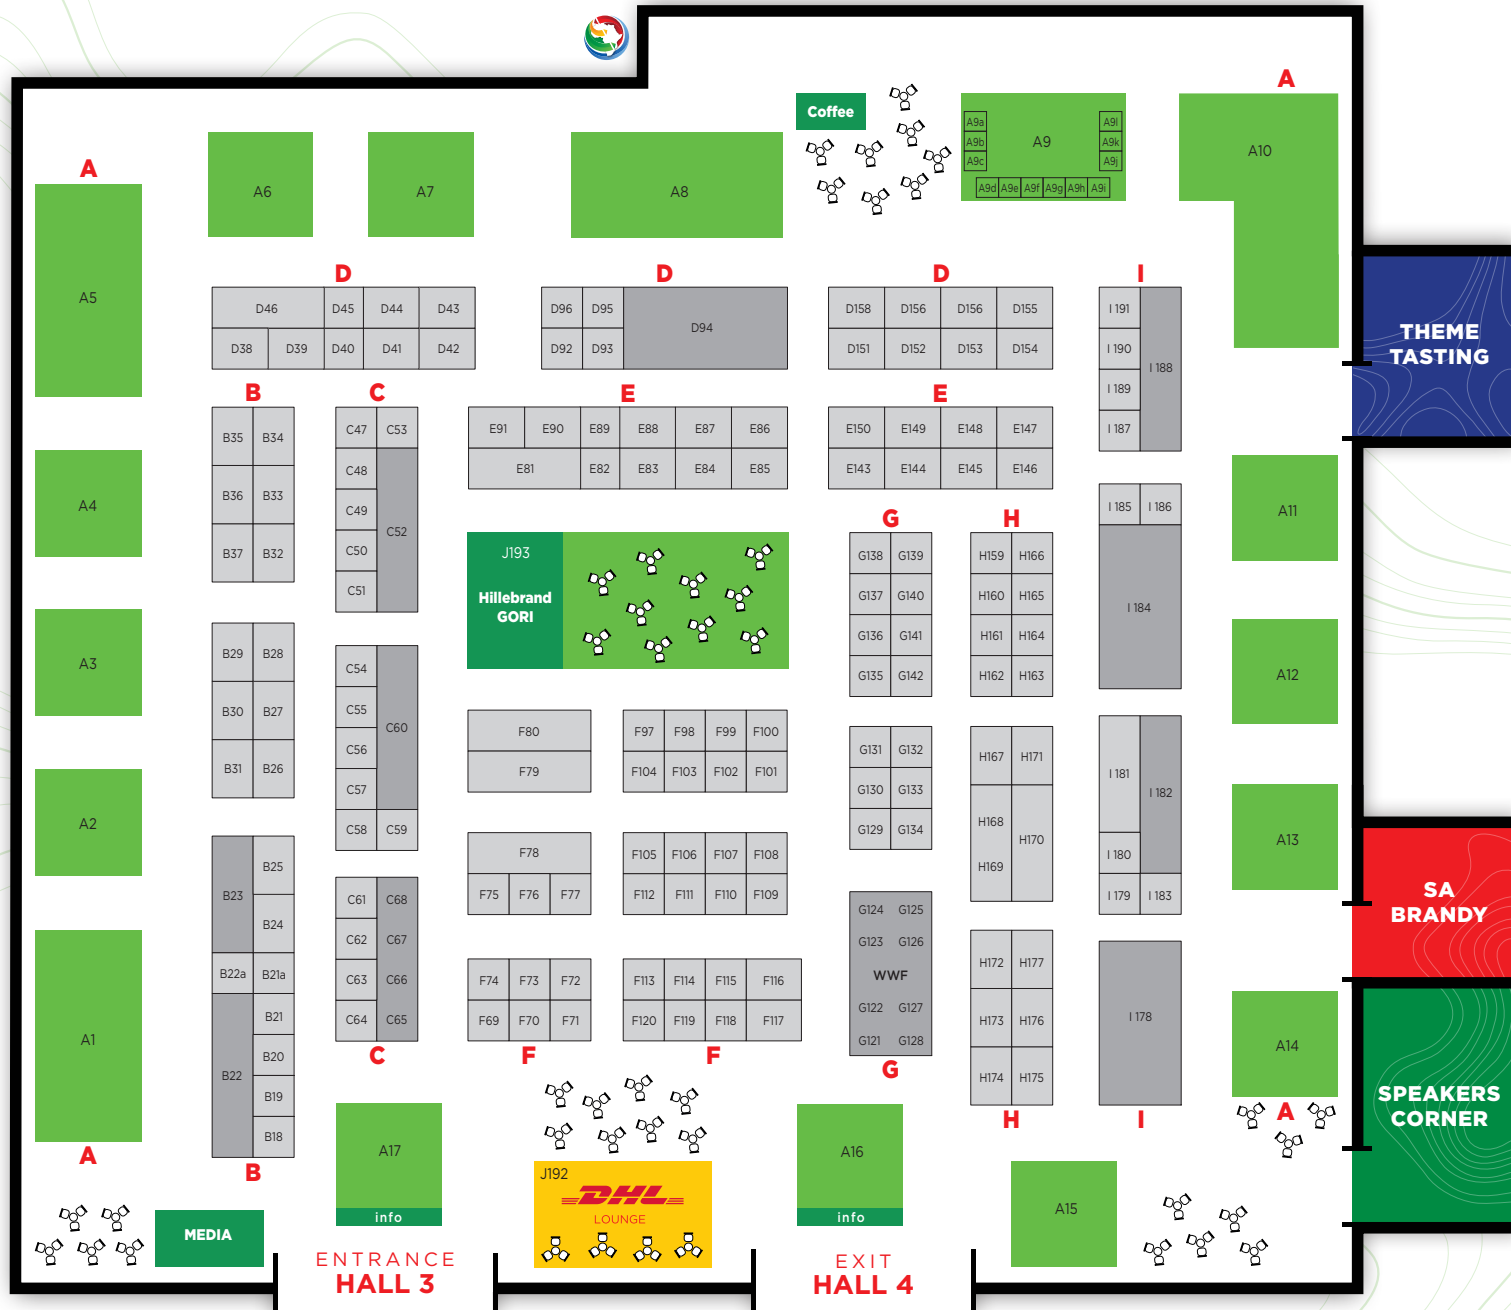 A
Coffee
A9a
A9b
A9c
A9
A9l
A9k
A9j
A9d A9e A9f A9g A9h A9i
A10
A
A5
A6
A7
A8
D
D
D
I
D46
D45
D44
D43
D38
D39
D40
D41
D42
D96
D95
D94
D92
D93
D158
D156
D156
D155
D151
D152
D153
D154
I 191
I 190
I 189
I 187
I 188
THEME
TASTING
B
C
E
E
B35
B34
B36
B33
B37
B32
C47
C53
C48
C49
C50
C51
C52
E91
E90
E89
E88
E87
E86
E81
E82
E83
E84
E85
E150
E149
E148
E147
E143
E144
E145
E146
A4
A11
I 185
I 186
I 184
G
H
J193
Hillebrand
GORI
G138
G139
G137
G140
G136
G141
G135
G142
H159
H166
H160
H165
H161
H164
H162
H163
A3
B29
B28
B30
B27
B31
B26
C54
C55
C56
C57
C60
C58
C59
A12
F80
F79
F97
F98
F99
F100
F104
F103
F102
F101
G131
G132
G130
G133
G129
G134
H167
H171
H168
H169
H170
I 181
I 182
I 180
I 179
I 183
A2
A13
SA
BRANDY
B23
B25
B24
B22a
B21a
B22
B21
B20
B19
B18
C61
C68
C62
C67
C63
C66
C64
C65
F78
F75
F76
F77
F105
F106
F107
F108
F112
F111
F110
F109
G124
G125
G123
G126
WWF
G122
G127
G121
G128
F74
F73
F72
F69
F70
F71
F113
F114
F115
F116
F120
F119
F118
F117
H172
H177
H173
H176
H174
H175
I 178
A1
A14
SPEAKERS
CORNER
C
F
F
G
A
A
B
H
I
A17
info
J192
DHL
LOUNGE
A16
info
A15
MEDIA
ENTRANCE
HALL 3
EXIT
HALL 4